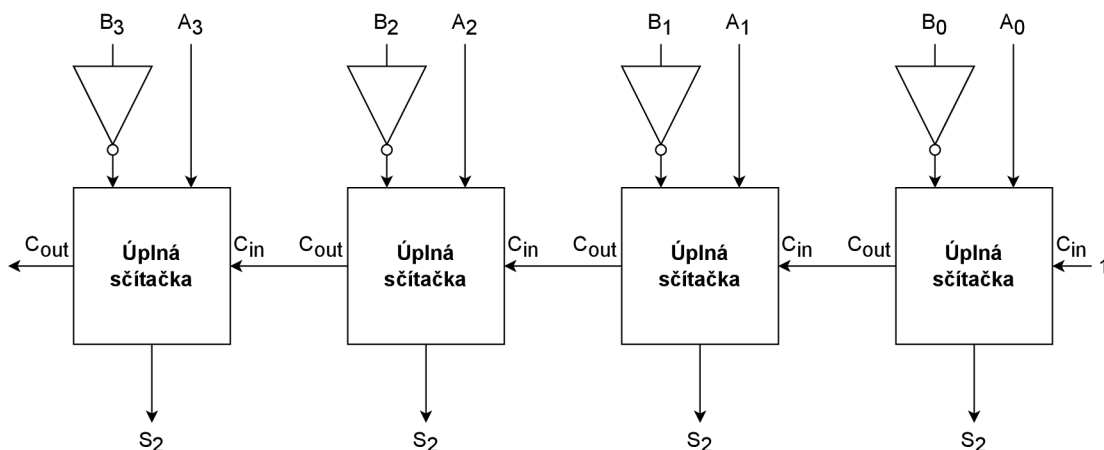 B3 A3 B2 A2 B1 A1 B0 A0
Cout Úplná Cin Cout Úplná Cin Cout Úplná Cin Cout Úplná Cin
sčítačka sčítačka sčítačka sčítačka 1
S2 S2 S2 S2